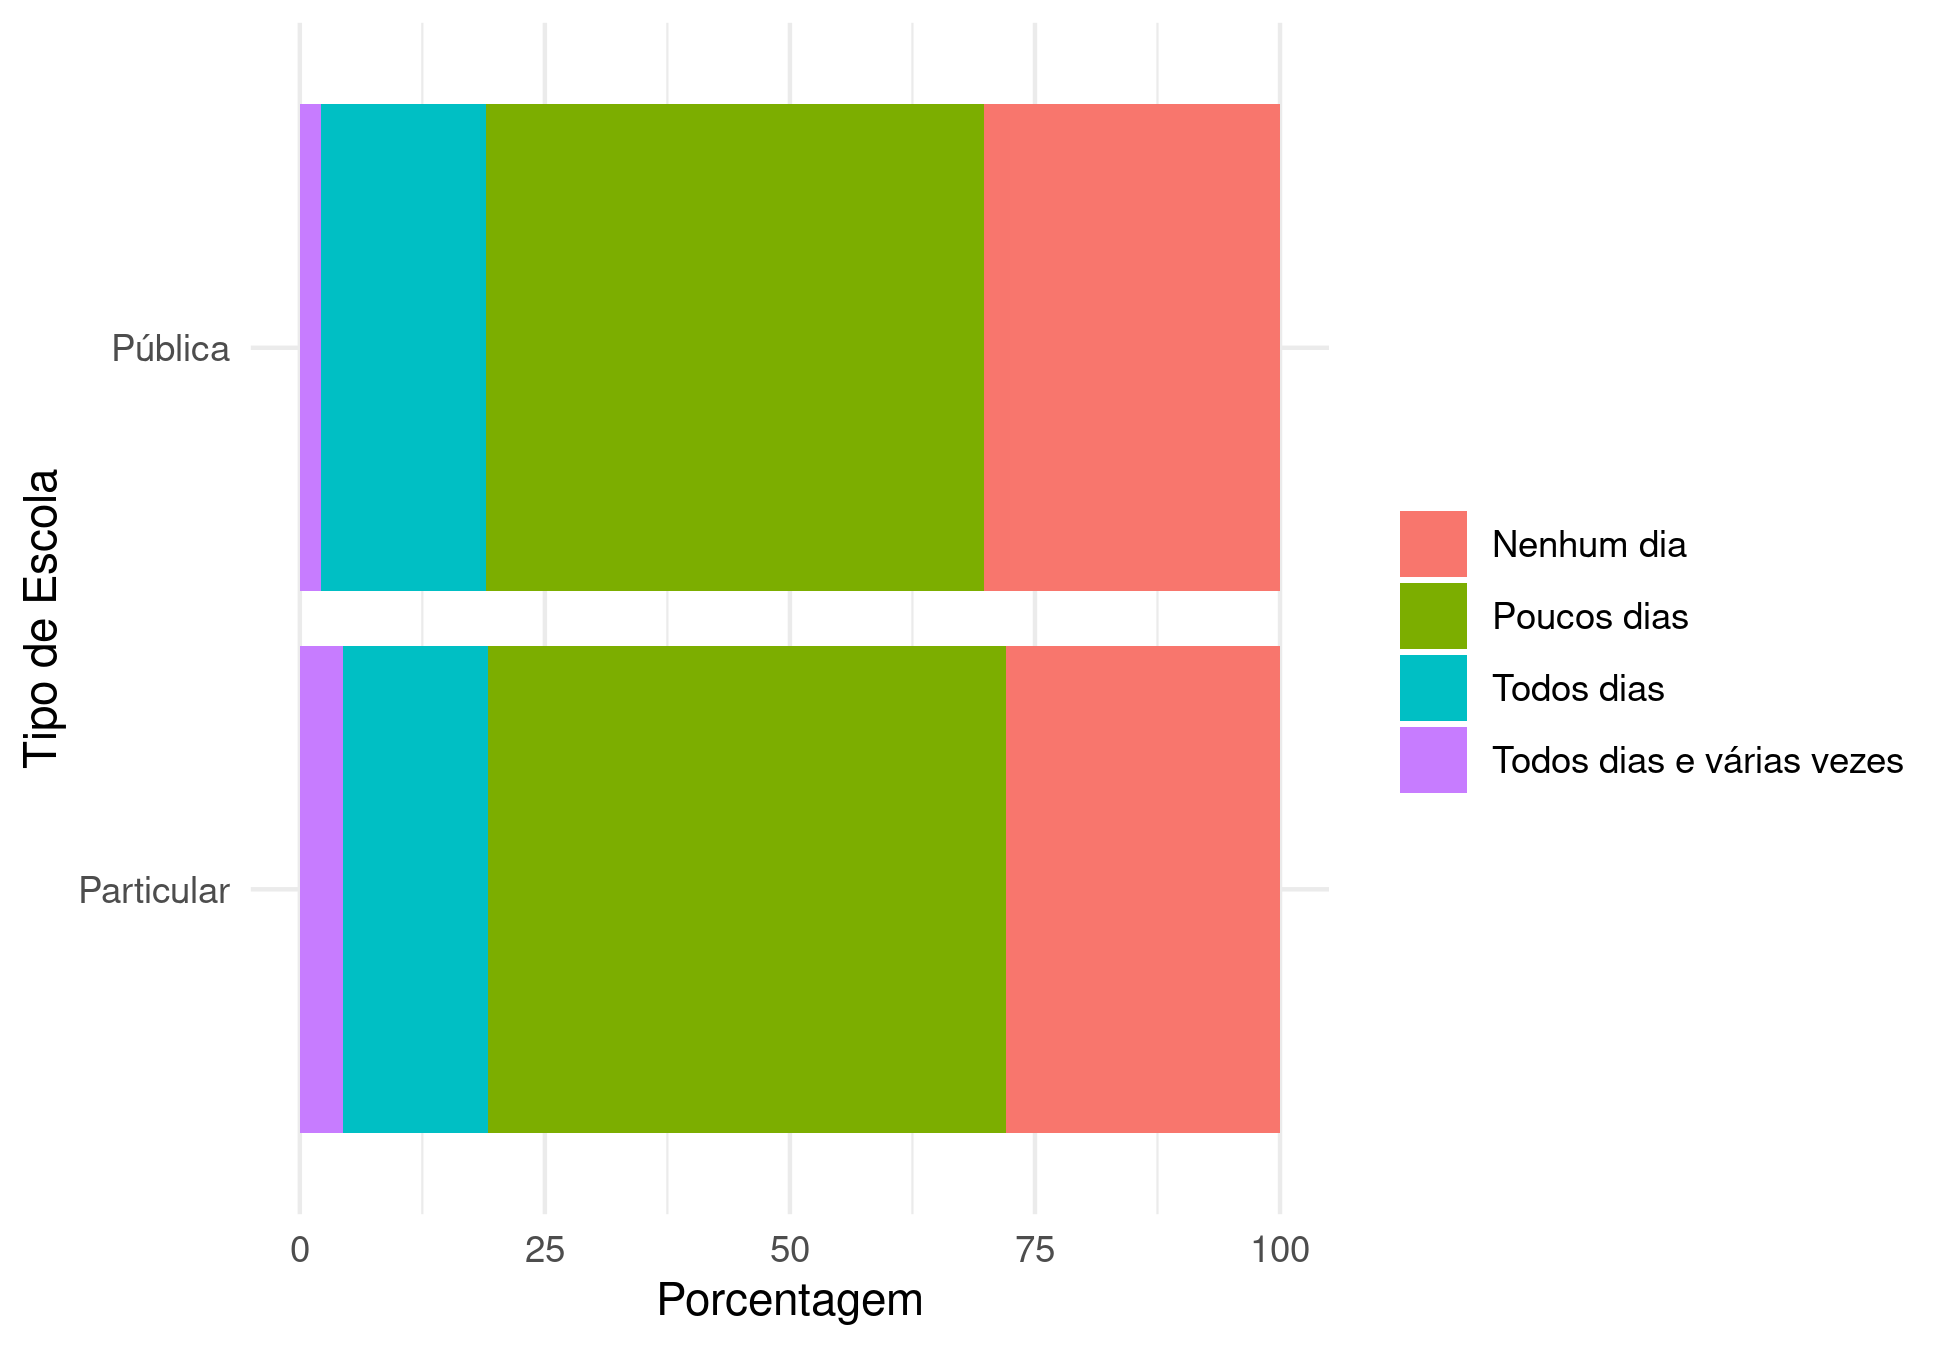 Tipo de Escola
Pública
Particular
0 25 50 75 100
Porcentagem
Nenhum dia
Poucos dias
Todos dias
Todos dias e várias vezes